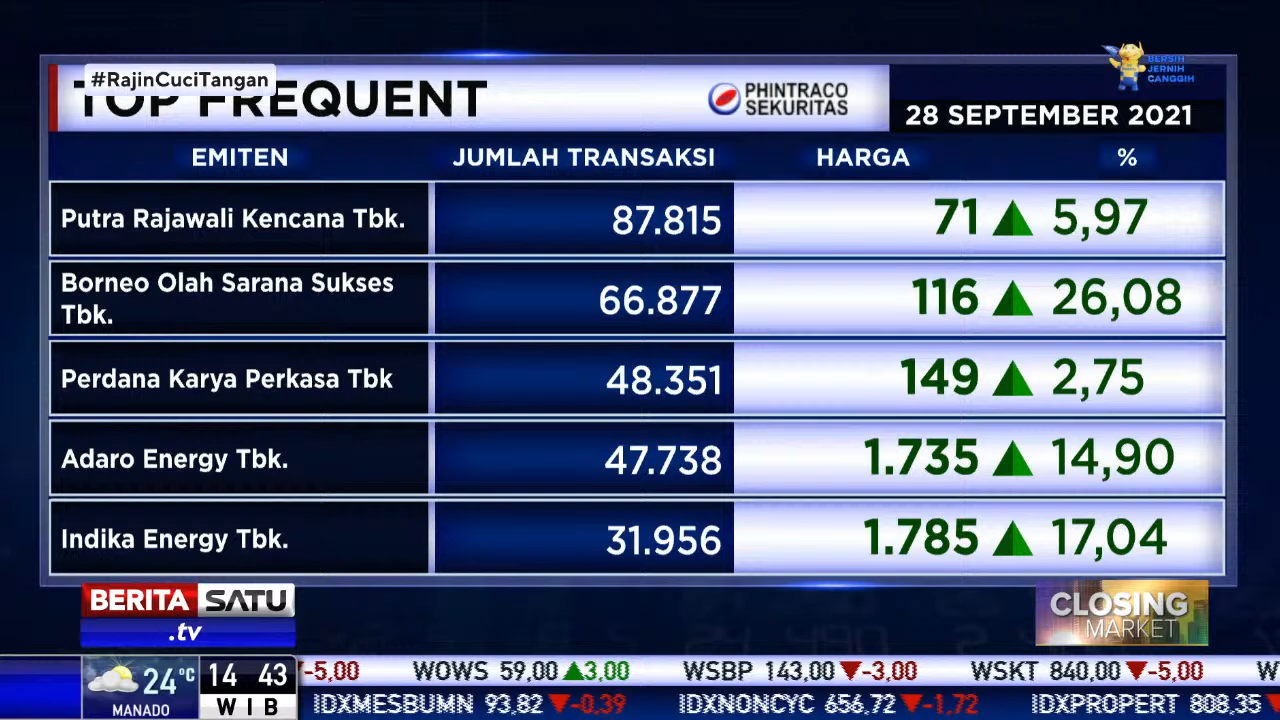 #RajinCuciTangan
TOP FREQUENT
PHINTRACO
SEKURITAS
BERSIH
JERNIH
CANGGIH
28 SEPTEMBER 2021
EMITEN JUMLAH TRANSAKSI HARGA %
Putra Rajawali Kencana Tbk. 87.815 71 ▲ 5,97
Borneo Olah Sarana Sukses
Tbk. 66.877 116 ▲ 26,08
Perdana Karya Perkasa Tbk 48.351 149 ▲ 2,75
Adaro Energy Tbk. 47.738 1.735 ▲ 14,90
Indika Energy Tbk. 31.956 1.785 ▲ 17,04
BERITA SATU
.tv
CLOSING
MARKET
24°C
MANADO
14 43
WIB
-5,00 WOWS 59,00 ▲3,00 WSBP 143,00 ▼-3,00 WSKT 840,00 ▼-5,00 W
IDXMESBUMN 93,82 ▼-0,39 IDXNONCYC 656,72 ▼-1,72 IDXPROPERT 808,35 ▼